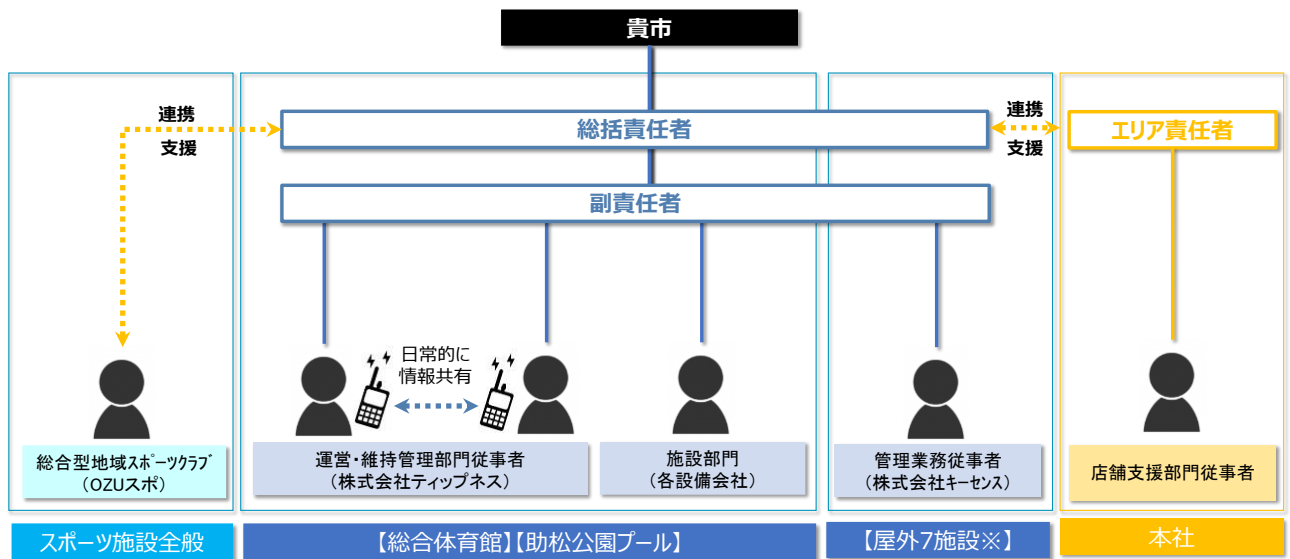 貴市
連携
支援
総括責任者
連携
支援
エリア責任者
副責任者
日常的に
情報共有
総合型地域スポーツクラブ
（OZUスポ）
運営・維持管理部門従事者
（株式会社ティップネス）
施設部門
（各設備会社）
管理業務従事者
（株式会社キーセンス）
店舗支援部門従事者
スポーツ施設全般
【総合体育館】【助松公園プール】
【屋外7施設※】
本社